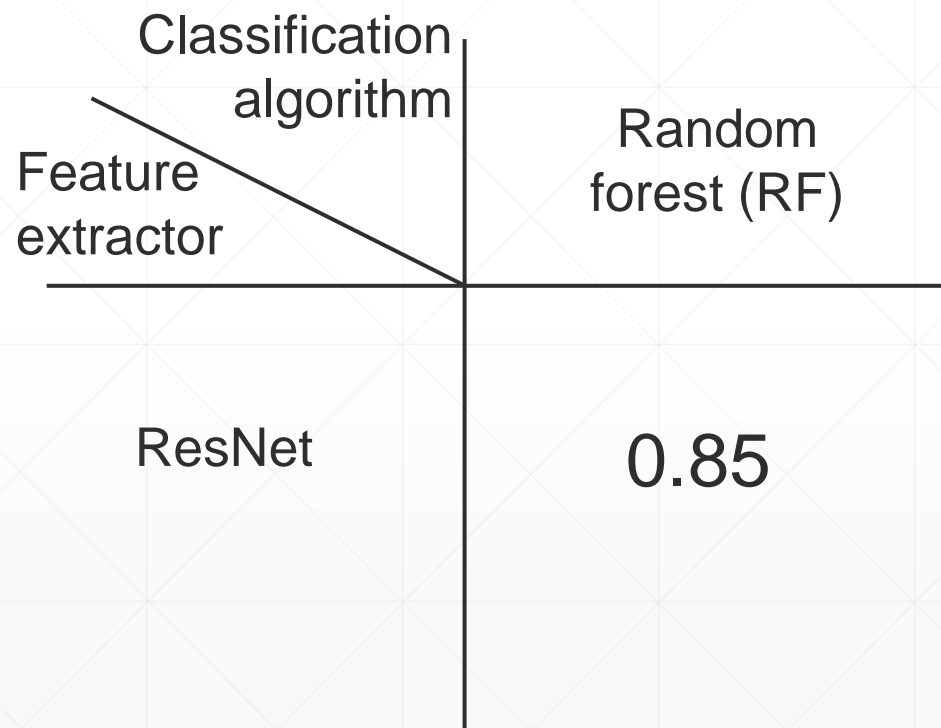 Classification
algorithm
Feature
extractor
Random
forest (RF)
ResNet
0.85